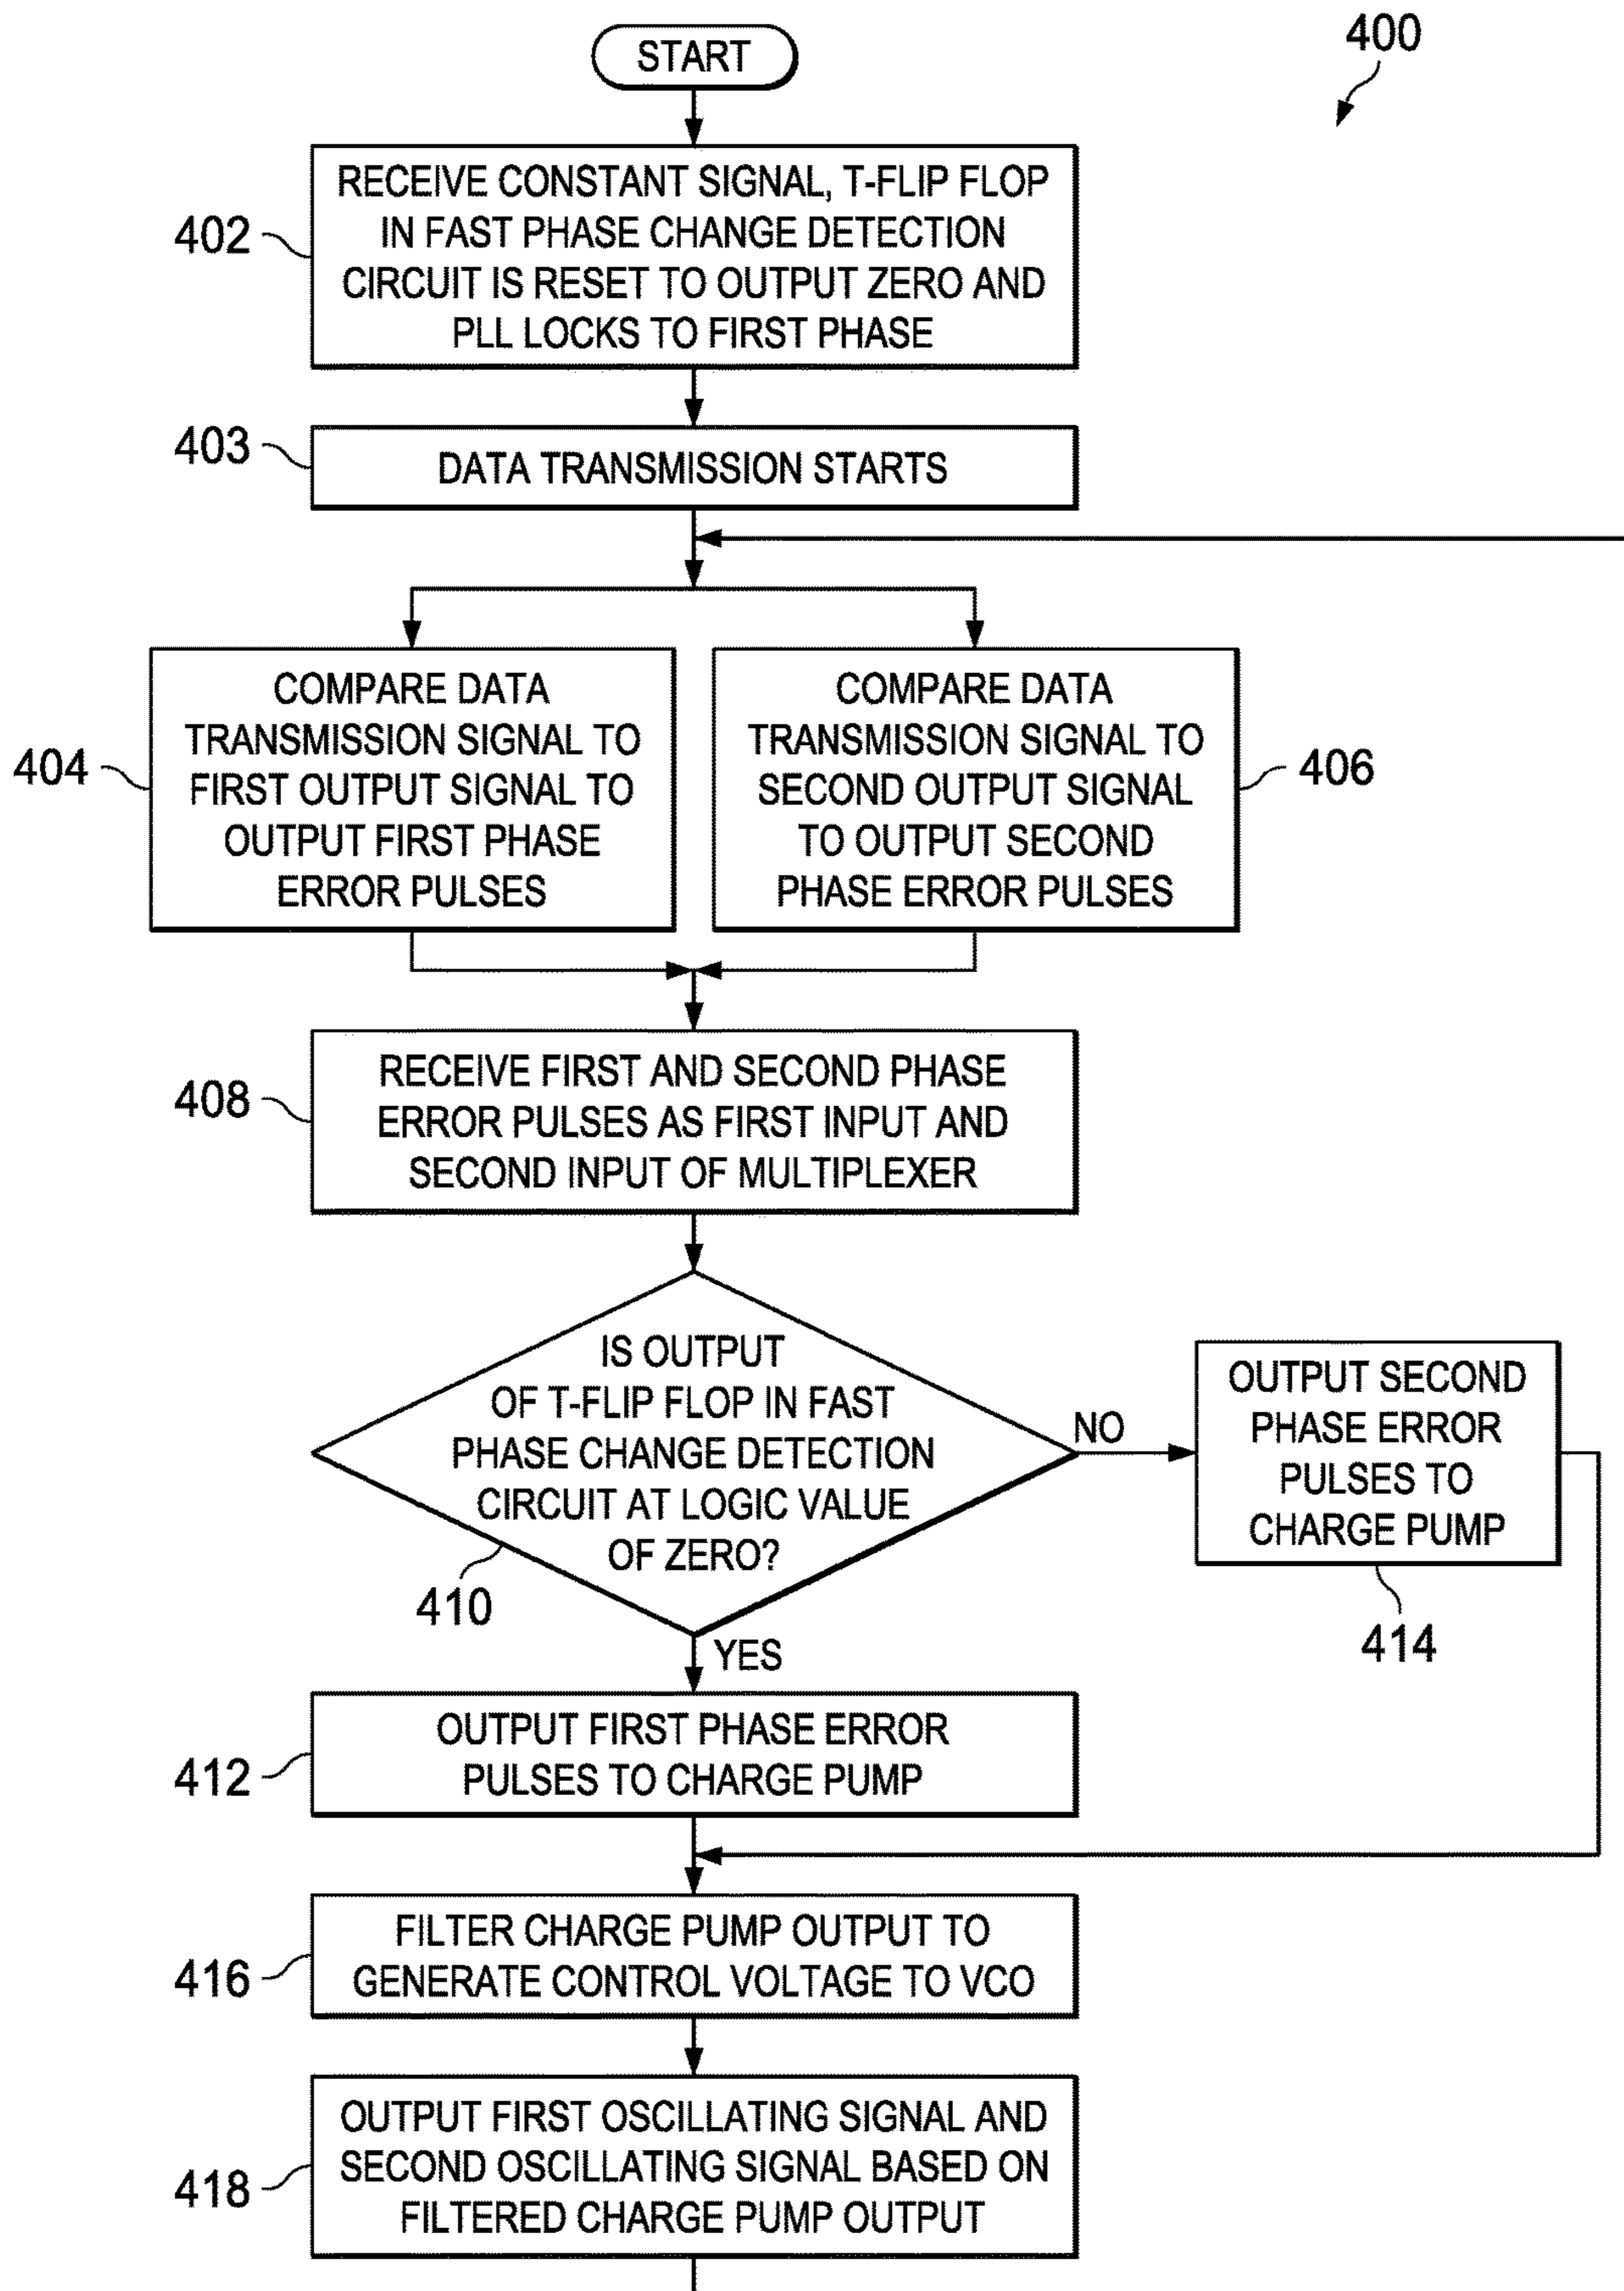 400
START
402
RECEIVE CONSTANT SIGNAL, T-FLIP FLOP
IN FAST PHASE CHANGE DETECTION
CIRCUIT IS RESET TO OUTPUT ZERO AND
PLL LOCKS TO FIRST PHASE
403
DATA TRANSMISSION STARTS
404
COMPARE DATA
TRANSMISSION SIGNAL TO
FIRST OUTPUT SIGNAL TO
OUTPUT FIRST PHASE
ERROR PULSES
COMPARE DATA
TRANSMISSION SIGNAL TO
SECOND OUTPUT SIGNAL
TO OUTPUT SECOND
PHASE ERROR PULSES
406
408
RECEIVE FIRST AND SECOND PHASE
ERROR PULSES AS FIRST INPUT AND
SECOND INPUT OF MULTIPLEXER
IS OUTPUT
OF T-FLIP FLOP IN FAST
PHASE CHANGE DETECTION
CIRCUIT AT LOGIC VALUE
OF ZERO?
410
NO
OUTPUT SECOND
PHASE ERROR
PULSES TO
CHARGE PUMP
414
YES
412
OUTPUT FIRST PHASE ERROR
PULSES TO CHARGE PUMP
416
FILTER CHARGE PUMP OUTPUT TO
GENERATE CONTROL VOLTAGE TO VCO
418
OUTPUT FIRST OSCILLATING SIGNAL AND
SECOND OSCILLATING SIGNAL BASED ON
FILTERED CHARGE PUMP OUTPUT